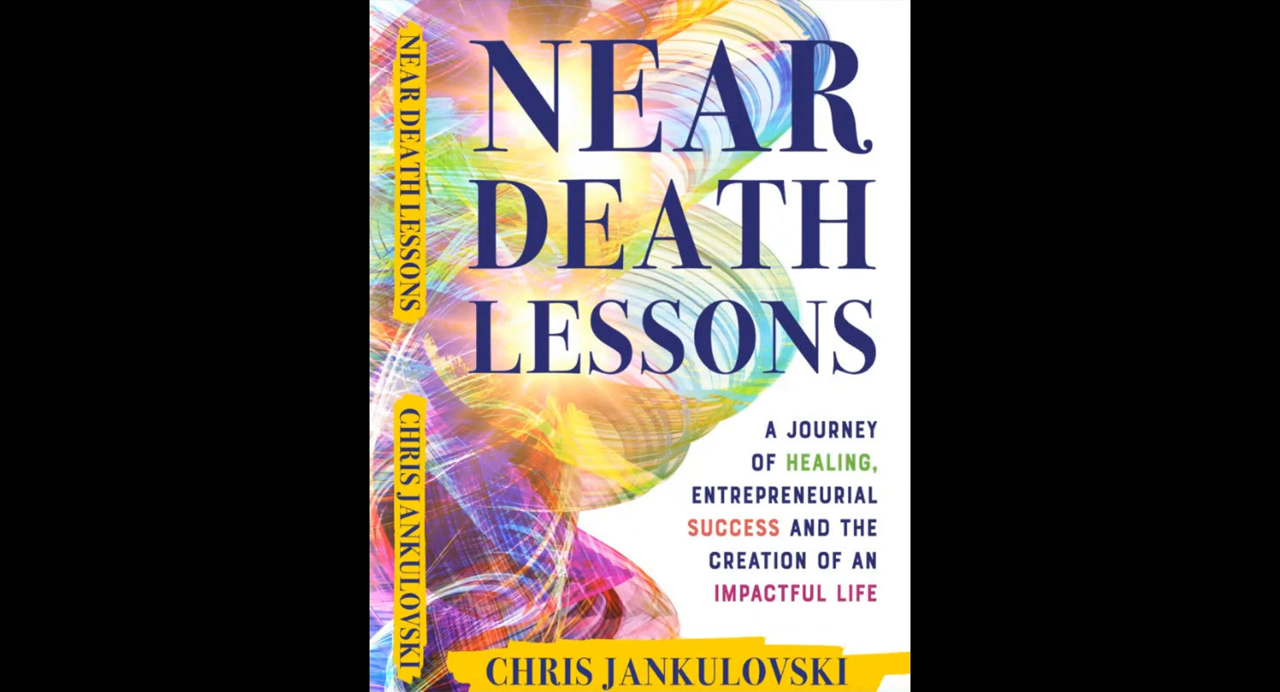 NEAR DEATH LESSONS
CHRIS JANKULOVSKI
NEAR
DEATH
LESSONS
A JOURNEY
OF HEALING,
ENTREPRENEURIAL
SUCCESS AND THE
CREATION OF AN
IMPACTFUL LIFE
CHRIS JANKULOVSKI